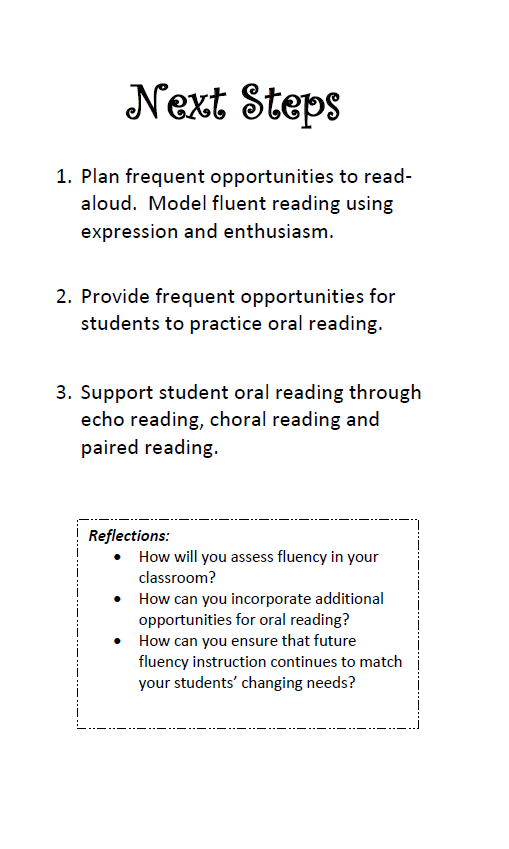 Next Steps
1. Plan frequent opportunities to read-
aloud.  Model fluent reading using
expression and enthusiasm.
2. Provide frequent opportunities for
students to practice oral reading.
3. Support student oral reading through
echo reading, choral reading and
paired reading.
Reflections:
• How will you assess fluency in your
classroom?
• How can you incorporate additional
opportunities for oral reading?
• How can you ensure that future
fluency instruction continues to match
your students’ changing needs?